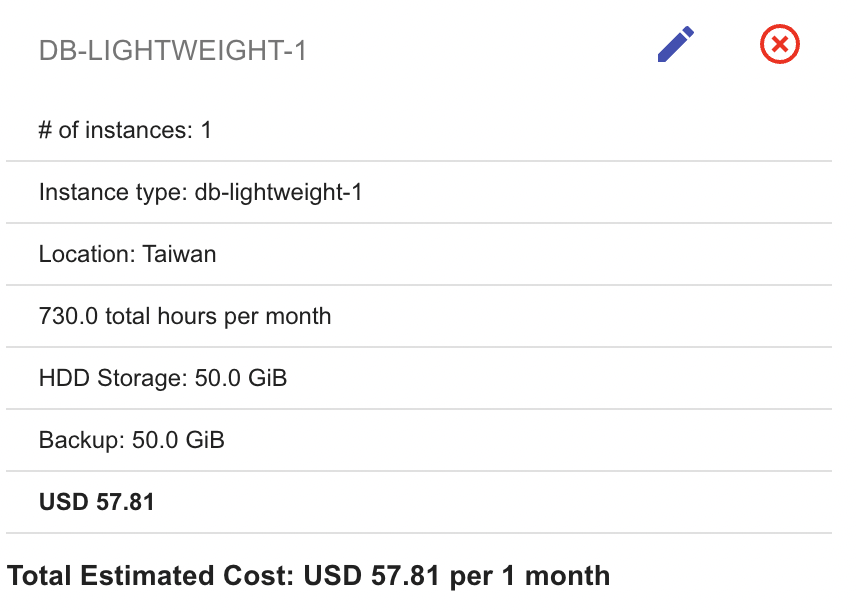 DB-LIGHTWEIGHT-1
# of instances: 1
Instance type: db-lightweight-1
Location: Taiwan
730.0 total hours per month
HDD Storage: 50.0 GiB
Backup: 50.0 GiB
USD 57.81
Total Estimated Cost: USD 57.81 per 1 month